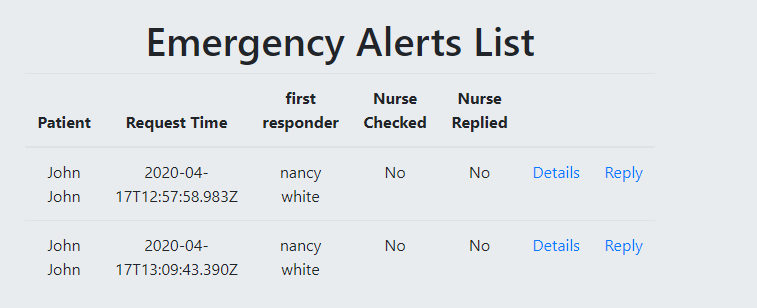 Emergency Alerts List
first Nurse Nurse
Patient Request Time responder Checked Replied
John 2020-04- nancy No No Details Reply
John 17T12:57:58.983Z white
John 2020-04- nancy No No Details Reply
John 17T13:09:43.390Z white